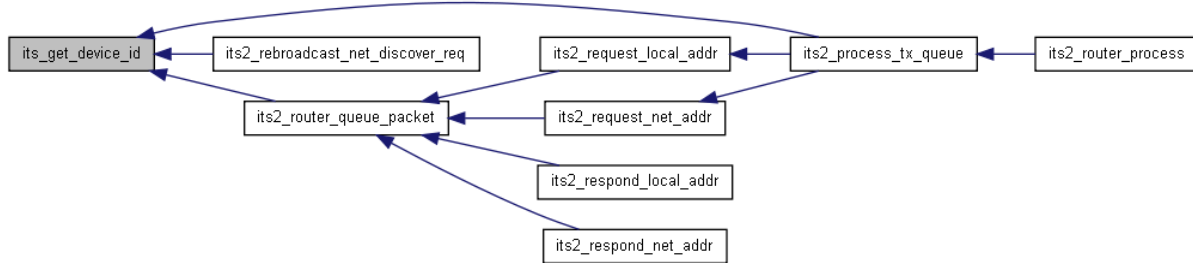 its_get_device_id
its2_rebroadcast_net_discover_req
its2_request_local_addr
its2_process_tx_queue
its2_router_process
its2_router_queue_packet
its2_request_net_addr
its2_respond_local_addr
its2_respond_net_addr